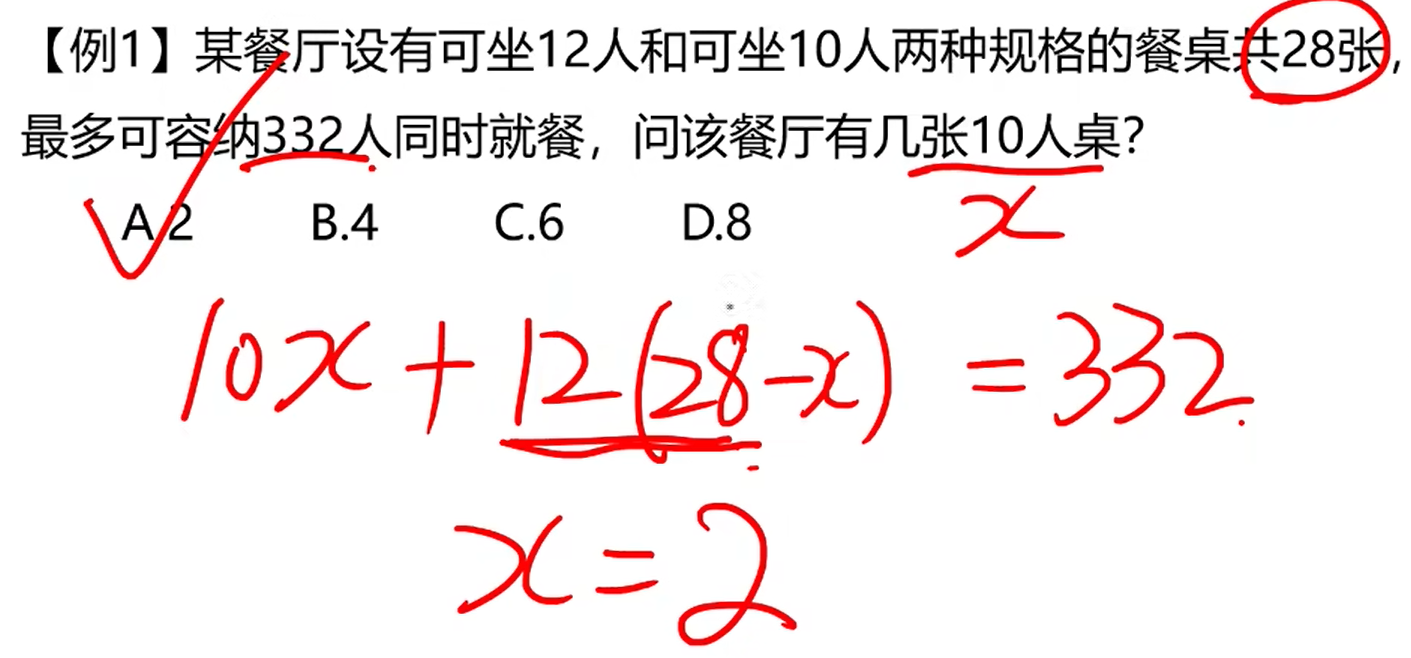 【例1】某餐厅设有可坐12人和可坐10人两种规格的餐桌共28张，
最多可容纳332人同时就餐，问该餐厅有几张10人桌？
A.2 B.4 C.6 D.8
x
10x+12(28-x)=332.
x=2